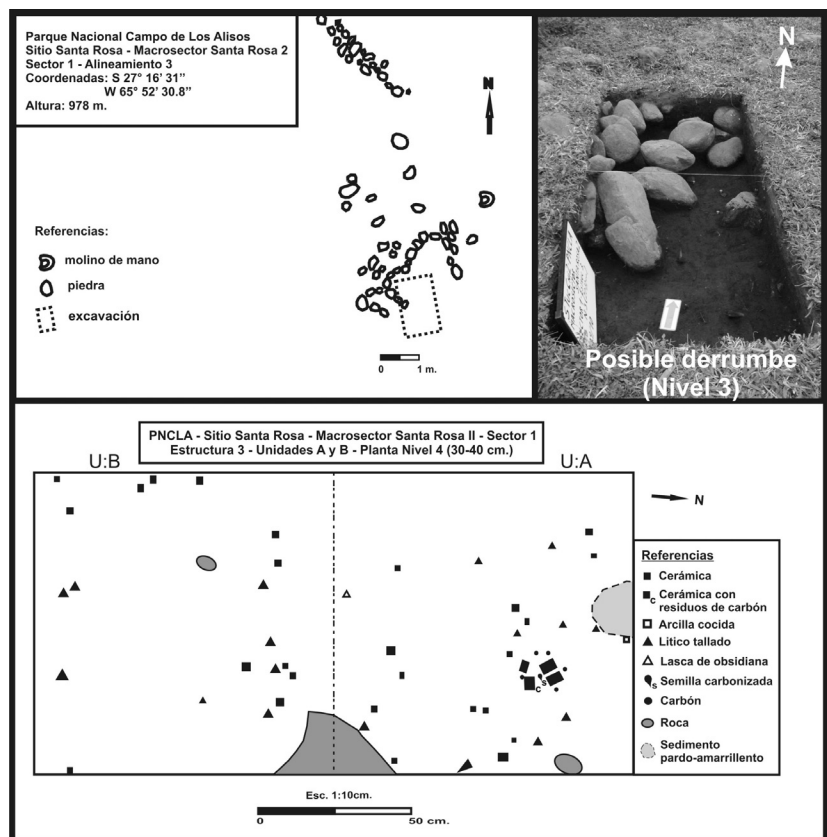 Parque Nacional Campo de Los Alisos
Sitio Santa Rosa - Macrosector Santa Rosa 2
Sector 1 - Alineamiento 3
Coordenadas: S 27° 16’ 31”
W 65° 52’ 30.8”
Altura: 978 m.
N
Referencias:
molino de mano
piedra
excavación
0 1 m.
N
Posible derrumbe
(Nivel 3)
PNCLA - Sitio Santa Rosa - Macrosector Santa Rosa II - Sector 1
Estructura 3 - Unidades A y B - Planta Nivel 4 (30-40 cm.)
U:B
U:A
N
c
s
Referencias
Cerámica
c Cerámica con
residuos de carbón
Arcilla cocida
Lítico tallado
Lasca de obsidiana
s Semilla carbonizada
Carbón
Roca
Sedimento
pardo-amarrillento
Esc. 1:10cm.
0 50 cm.